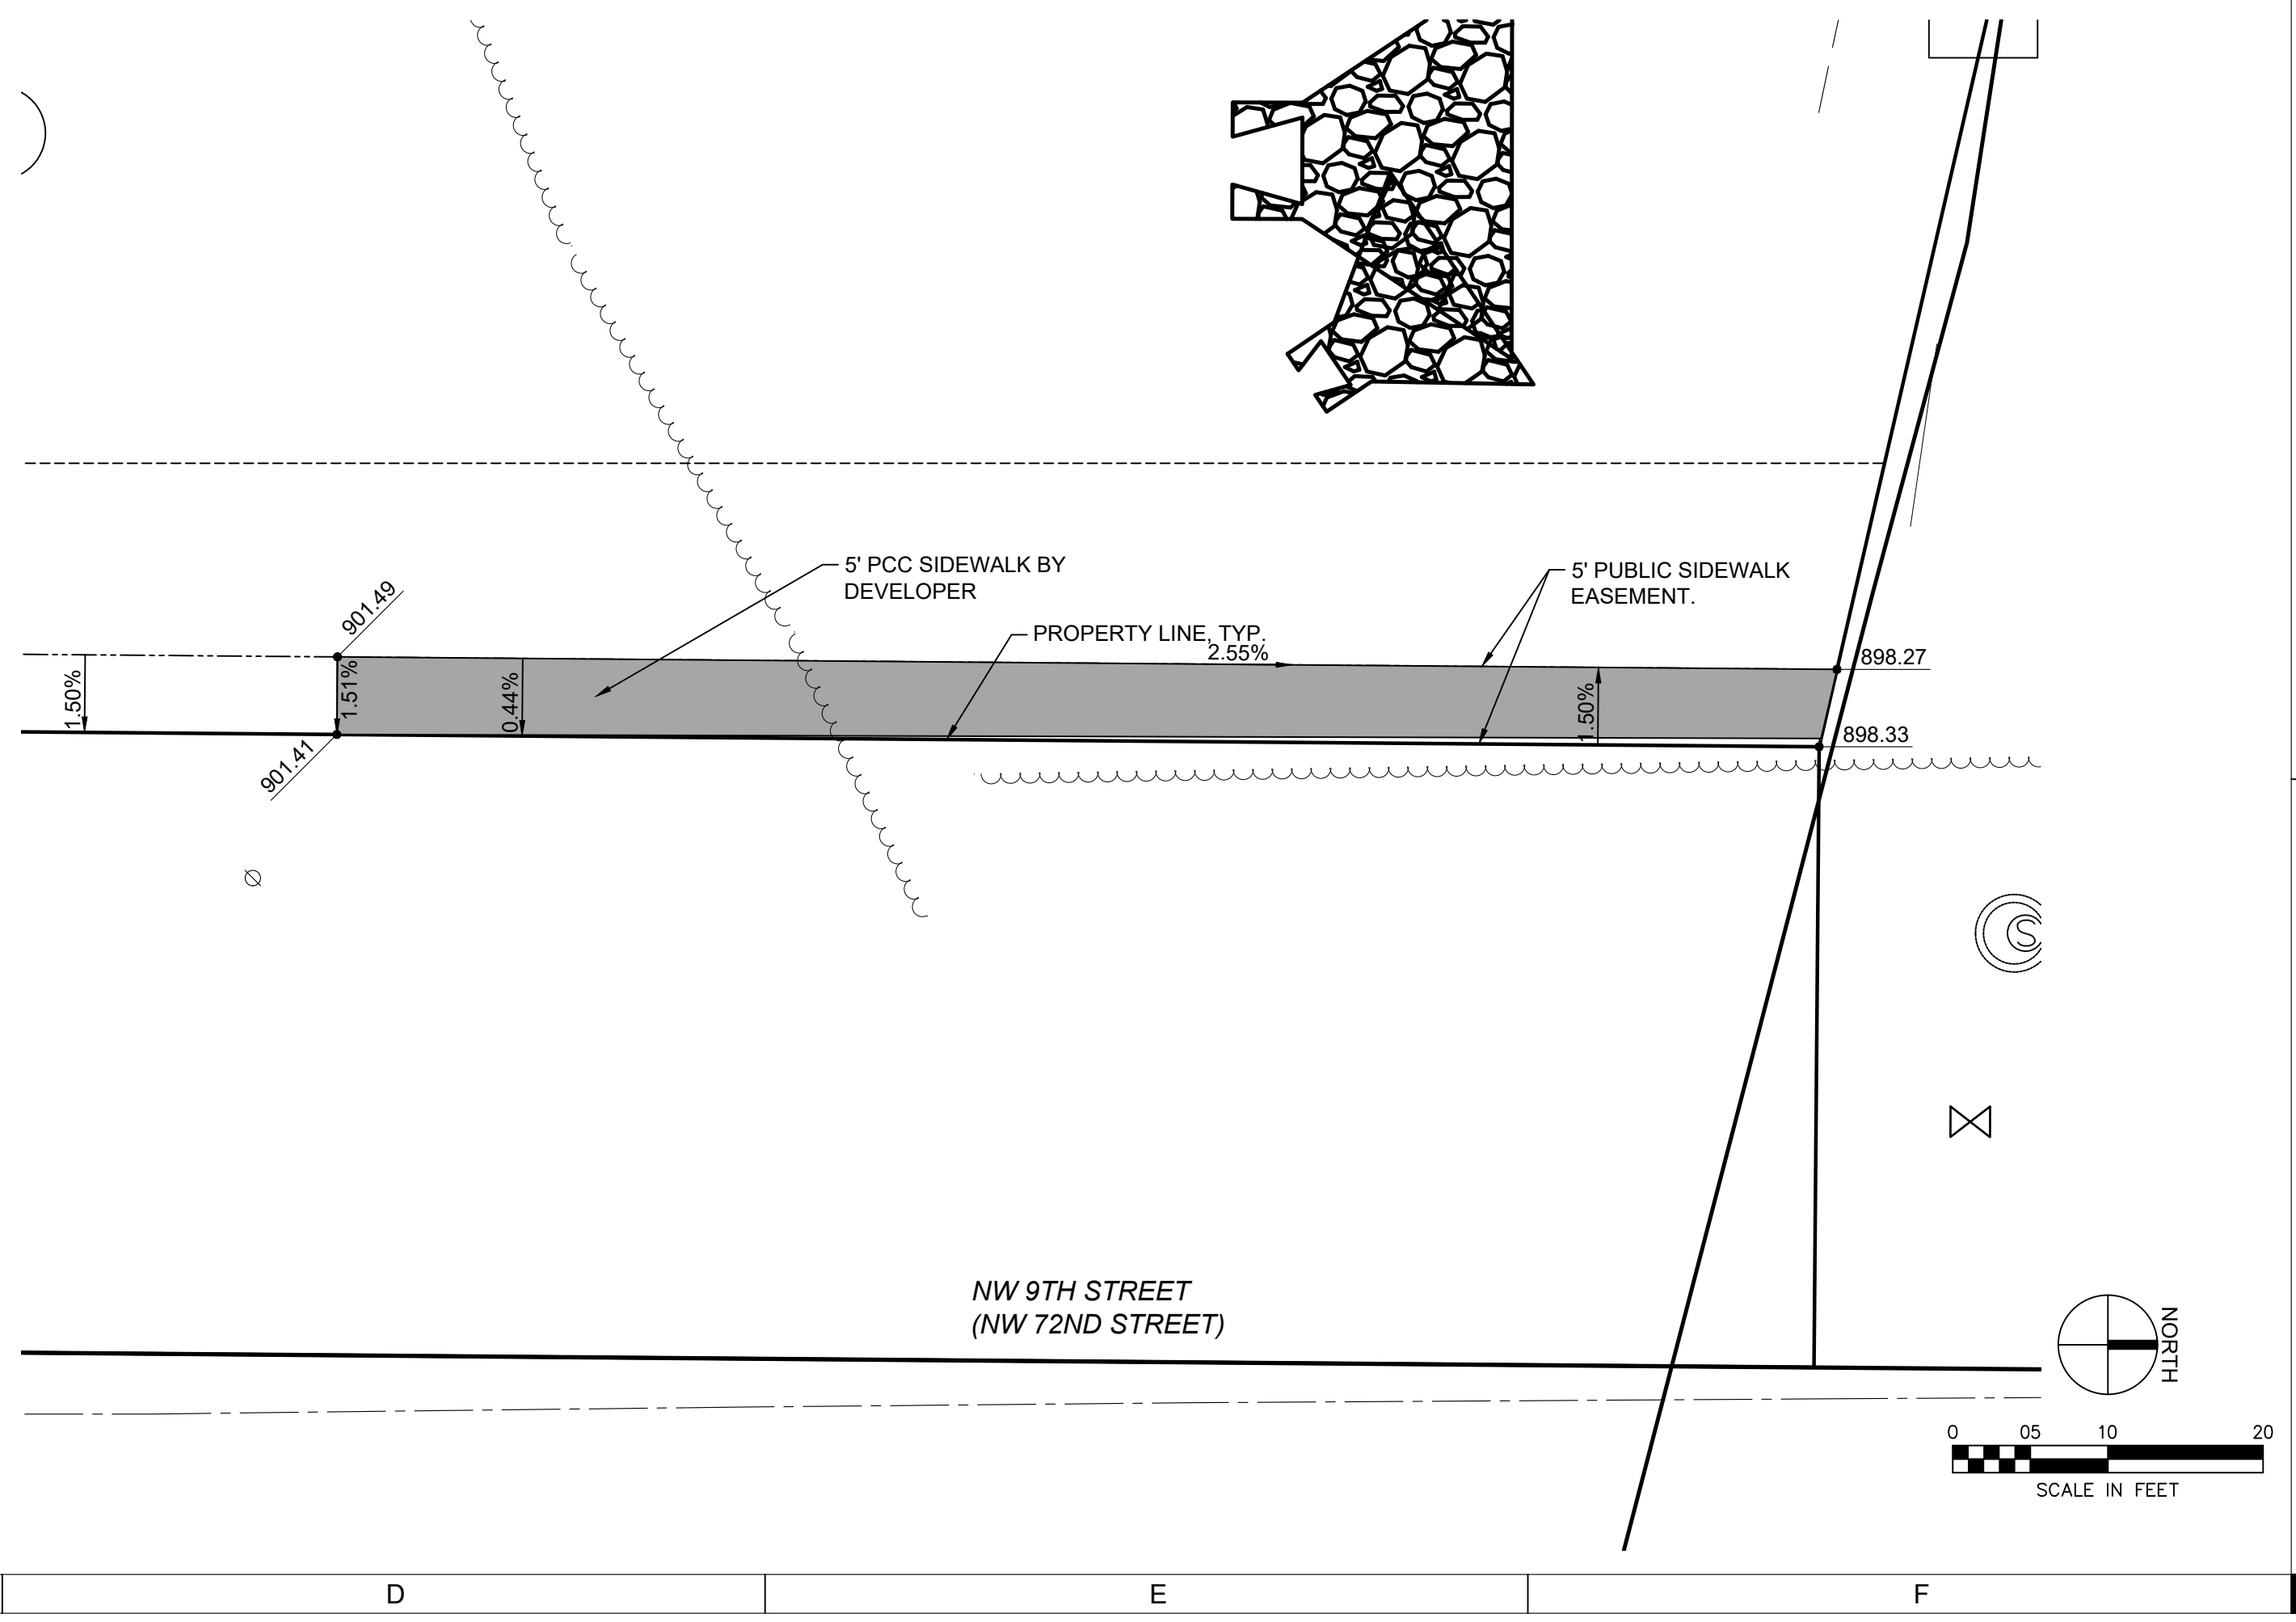 5' PCC SIDEWALK BY
DEVELOPER
5' PUBLIC SIDEWALK
EASEMENT.
901.49
PROPERTY LINE, TYP.
2.55%
898.27
1.50%
1.51%
0.44%
1.50%
898.33
901.41
S
NW 9TH STREET
(NW 72ND STREET)
NORTH
0 05 10 20
SCALE IN FEET
D E F